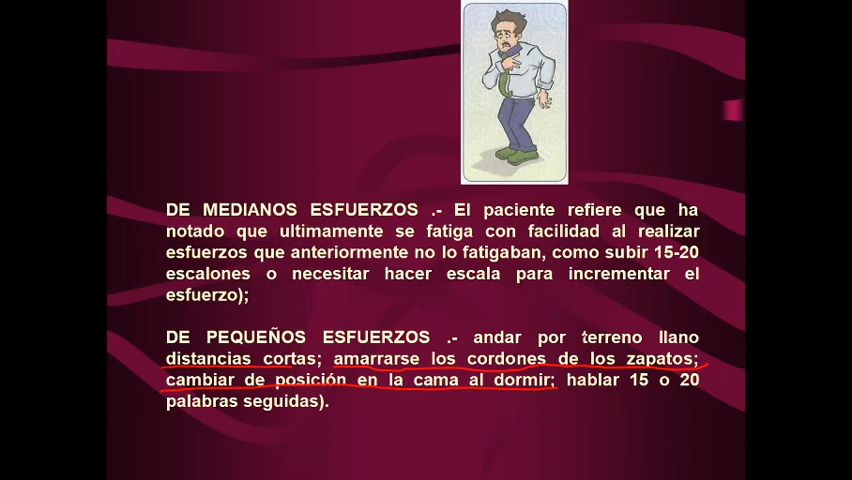 DE MEDIANOS ESFUERZOS .- El paciente refiere que ha
notado que ultimamente se fatiga con facilidad al realizar
esfuerzos que anteriormente no lo fatigaban, como subir 15-20
escalones o necesitar hacer escala para incrementar el
esfuerzo);
DE PEQUEÑOS ESFUERZOS .- andar por terreno llano
distancias cortas; amarrarse los cordones de los zapatos;
cambiar de posición en la cama al dormir; hablar 15 o 20
palabras seguidas).